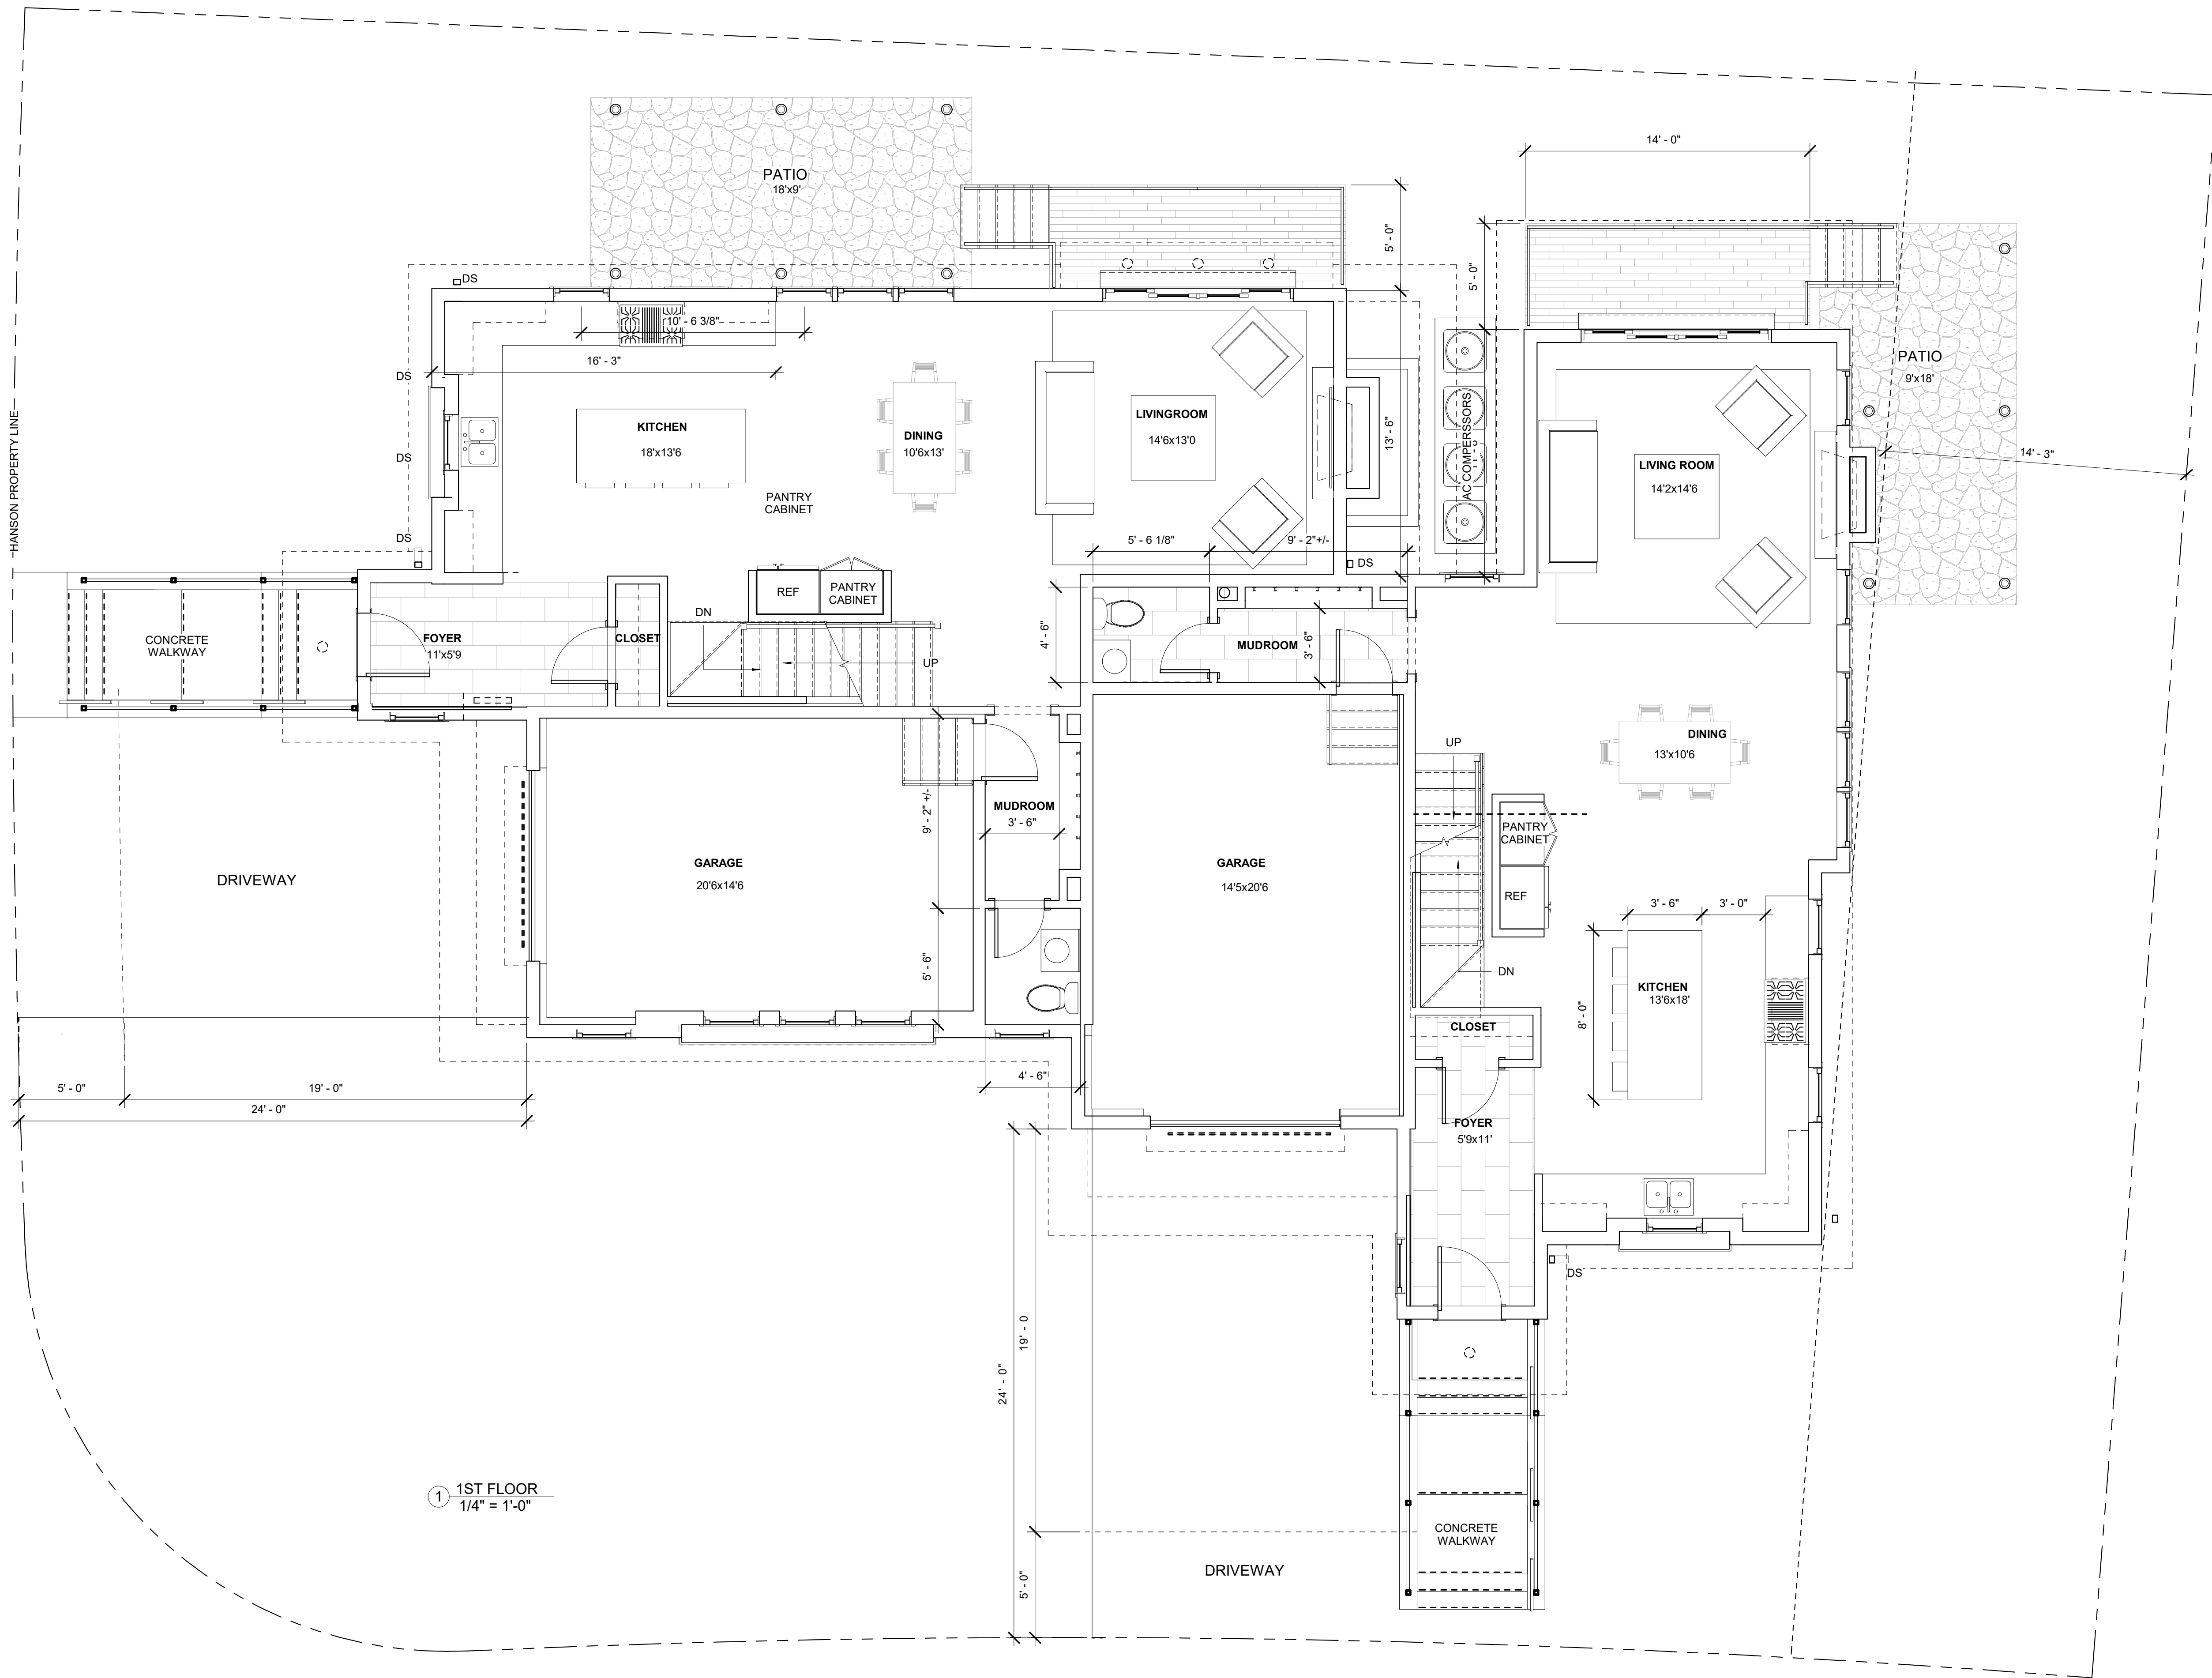 14' - 0"
PATIO
18'x9'
5' - 0"
5' - 0"
DS
10' - 6 3/8"
16' - 3"
DS
PATIO
9'x18'
HANSON PROPERTY LINE
KITCHEN
18'x13'6
DINING
10'6x13'
LIVINGROOM
14'6x13'0
13' - 6"
AC COMPERSSORS
LIVING ROOM
14'2x14'6
14' - 3"
DS
PANTRY
CABINET
DS
5' - 6 1/8"
9' - 2"+/-
DS
REF
PANTRY
CABINET
DN
CONCRETE
WALKWAY
FOYER
11'x5'9
CLOSET
UP
4' - 6"
MUDROOM
3' - 6"
UP
DINING
13'x10'6
9' - 2" +/-
MUDROOM
3' - 6"
PANTRY
CABINET
REF
DRIVEWAY
GARAGE
20'6x14'6
GARAGE
14'5x20'6
3' - 6"
3' - 0"
5' - 6"
DN
KITCHEN
13'6x18'
8' - 0"
CLOSET
5' - 0"
19' - 0"
24' - 0"
4' - 6"
FOYER
5'9x11'
DS
19' - 0
24' - 0"
1 1ST FLOOR
1/4" = 1'-0"
CONCRETE
WALKWAY
DRIVEWAY
5' - 0"